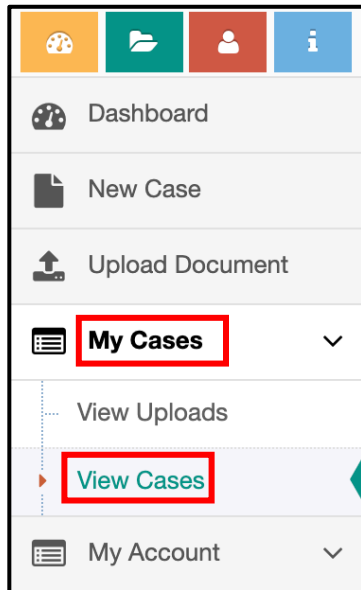 Dashboard
New Case
Upload Document
My Cases
View Uploads
View Cases
My Account